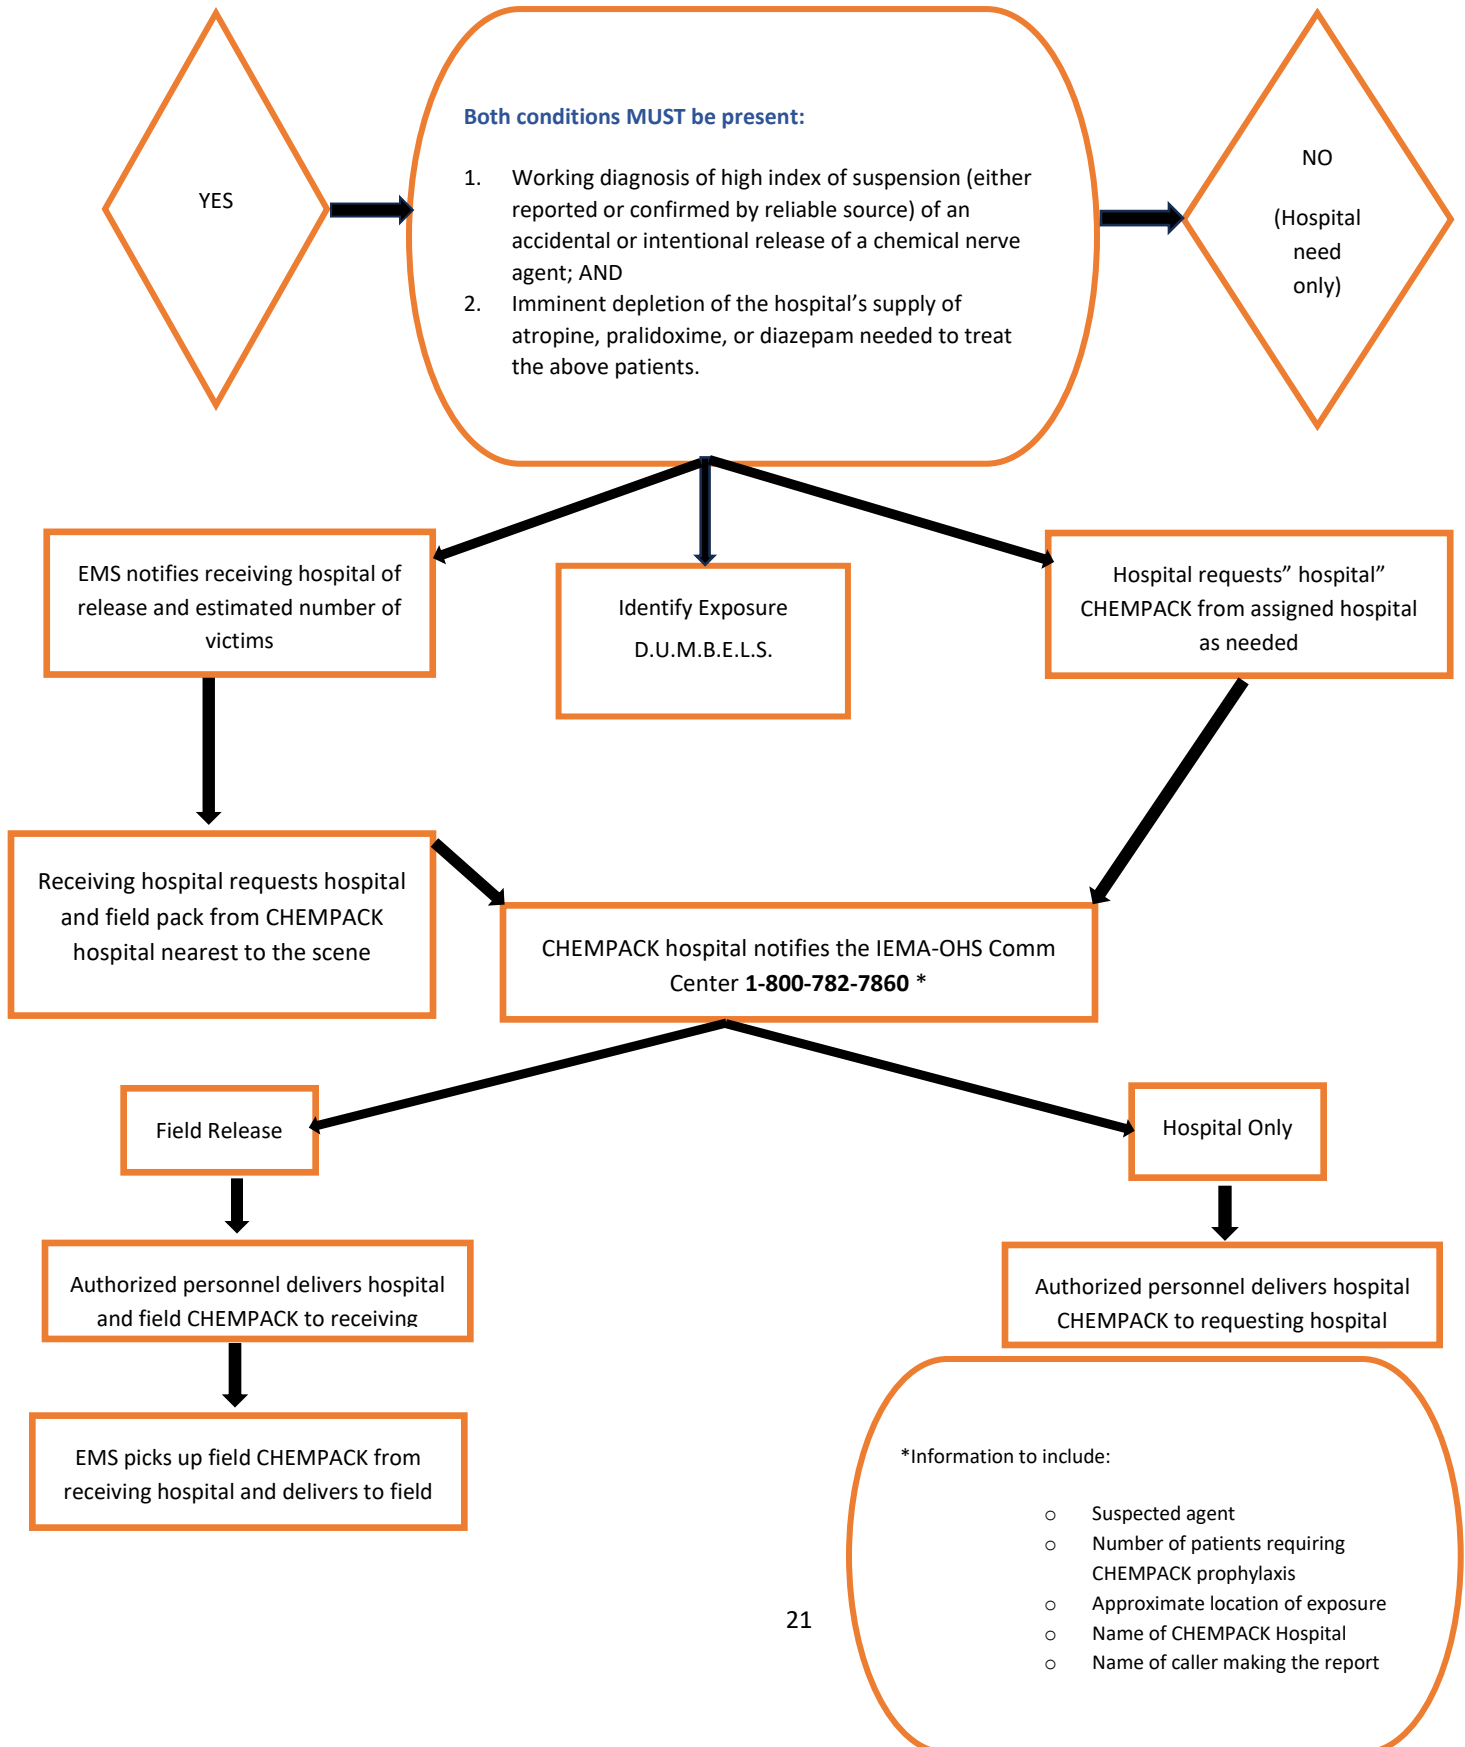 YES
Both conditions MUST be present:
1. Working diagnosis of high index of suspension (either
reported or confirmed by reliable source) of an
accidental or intentional release of a chemical nerve
agent; AND
2. Imminent depletion of the hospital’s supply of
atropine, pralidoxime, or diazepam needed to treat
the above patients.
NO
(Hospital
need
only)
EMS notifies receiving hospital of
release and estimated number of
victims
Identify Exposure
D.U.M.B.E.L.S.
Hospital requests” hospital”
CHEMPACK from assigned hospital
as needed
Receiving hospital requests hospital
and field pack from CHEMPACK
hospital nearest to the scene
CHEMPACK hospital notifies the IEMA-OHS Comm
Center 1-800-782-7860 *
Field Release
Hospital Only
Authorized personnel delivers hospital
and field CHEMPACK to receiving
Authorized personnel delivers hospital
CHEMPACK to requesting hospital
EMS picks up field CHEMPACK from
receiving hospital and delivers to field
*Information to include:
o Suspected agent
o Number of patients requiring
CHEMPACK prophylaxis
o Approximate location of exposure
o Name of CHEMPACK Hospital
o Name of caller making the report
21